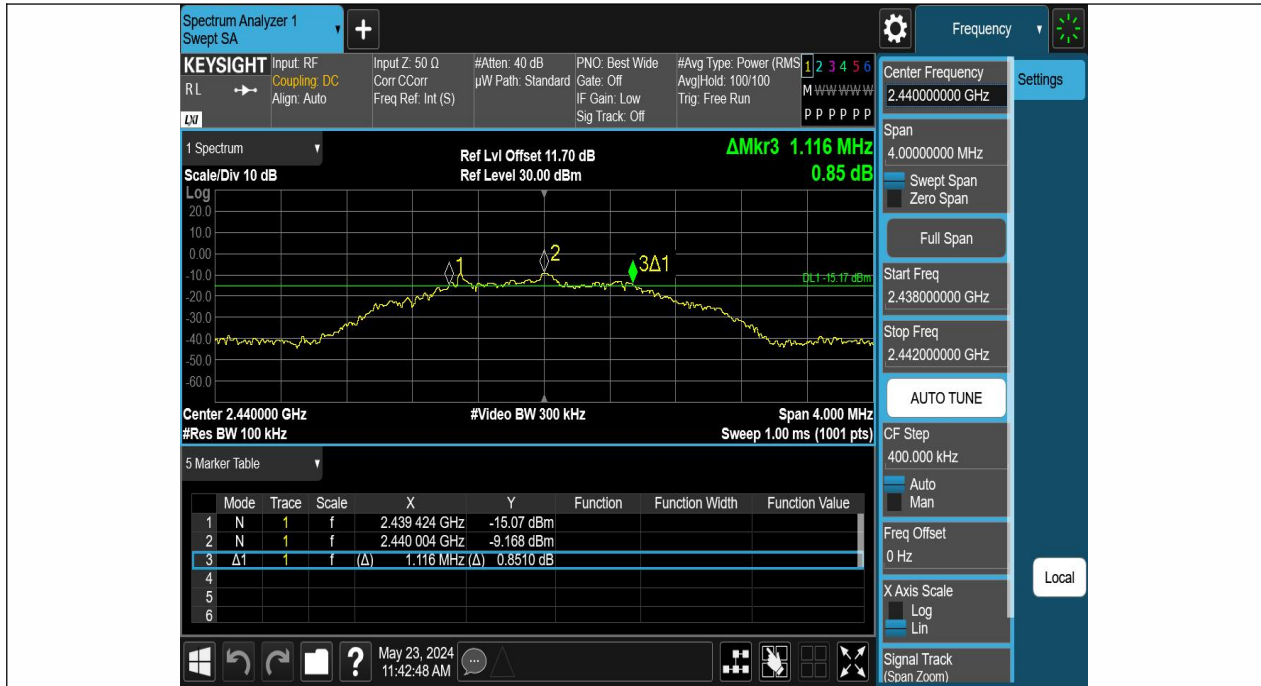 Spectrum Analyzer 1
Swept SA
+
Frequency
KEYSIGHT
R L
LXI
Input: RF
Coupling: DC
Align: Auto
Input Z: 50 Ω
Corr CCorr
Freq Ref: Int (S)
#Atten: 40 dB
µW Path: Standard
PNO: Best Wide
Gate: Off
IF Gain: Low
Sig Track: Off
#Avg Type: Power (RMS
Avg|Hold: 100/100
Trig: Free Run
1 2 3 4 5 6
M W W W W W
P P P P P P
1 Spectrum
Scale/Div 10 dB
Ref Lvl Offset 11.70 dB
Ref Level 30.00 dBm
ΔMkr3 1.116 MHz
0.85 dB
Log
20.0
10.0
0.00
-10.0
-20.0
-30.0
-40.0
-50.0
-60.0
1
2
3Δ1
DL1 -15.17 dBm
Center 2.440000 GHz
#Video BW 300 kHz
Span 4.000 MHz
#Res BW 100 kHz
Sweep 1.00 ms (1001 pts)
5 Marker Table
Mode Trace Scale X Y Function Function Width Function Value
1 N 1 f 2.439 424 GHz -15.07 dBm
2 N 1 f 2.440 004 GHz -9.168 dBm
3 Δ1 1 f (Δ) 1.116 MHz (Δ) 0.8510 dB
4
5
6
?
May 23, 2024
11:42:48 AM
Center Frequency
2.440000000 GHz
Settings
Span
4.00000000 MHz
Swept Span
Zero Span
Full Span
Start Freq
2.438000000 GHz
Stop Freq
2.442000000 GHz
AUTO TUNE
CF Step
400.000 kHz
Auto
Man
Freq Offset
0 Hz
Local
X Axis Scale
Log
Lin
Signal Track
(Span Zoom)